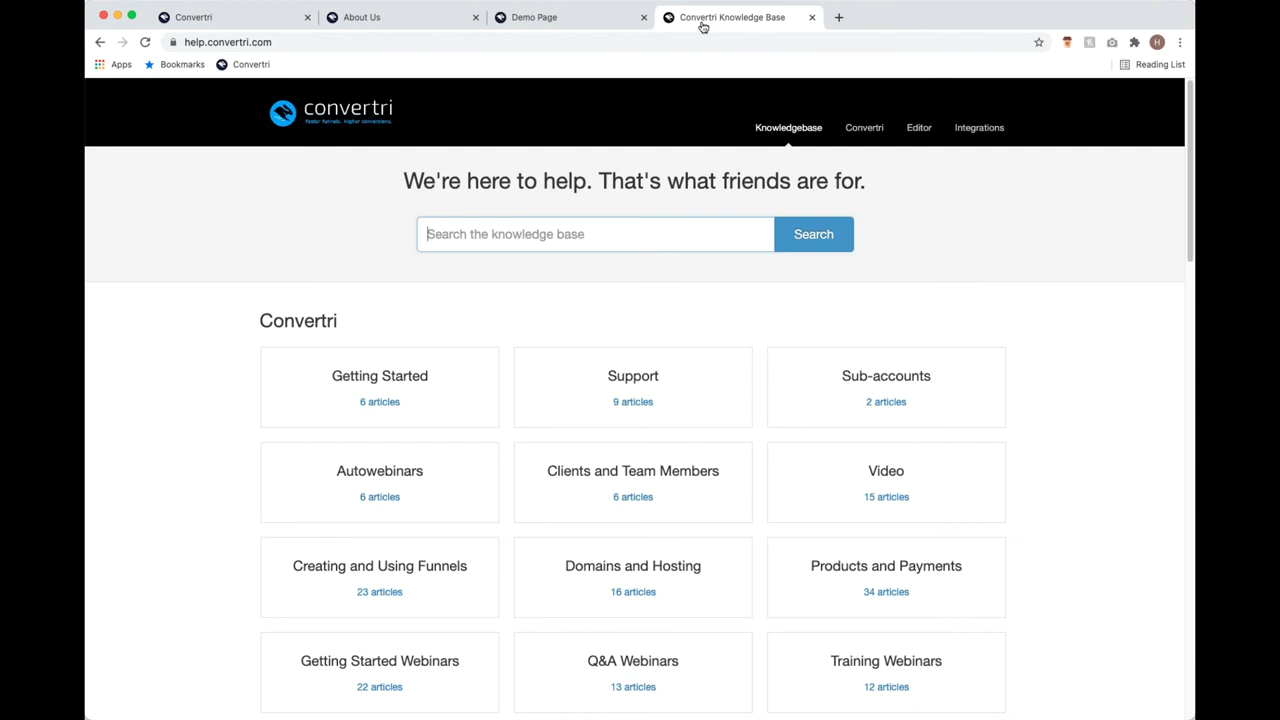 Convertri
About Us
Demo Page
Convertri Knowledge Base
help.convertri.com
H
Apps
Bookmarks
Convertri
Reading List
convertri
Faster funnels. Higher conversions.
Knowledgebase
Convertri
Editor
Integrations
We're here to help. That's what friends are for.
Search the knowledge base
Search
Convertri
Getting Started
6 articles
Support
9 articles
Sub-accounts
2 articles
Autowebinars
6 articles
Clients and Team Members
6 articles
Video
15 articles
Creating and Using Funnels
23 articles
Domains and Hosting
16 articles
Products and Payments
34 articles
Getting Started Webinars
22 articles
Q&A Webinars
13 articles
Training Webinars
12 articles